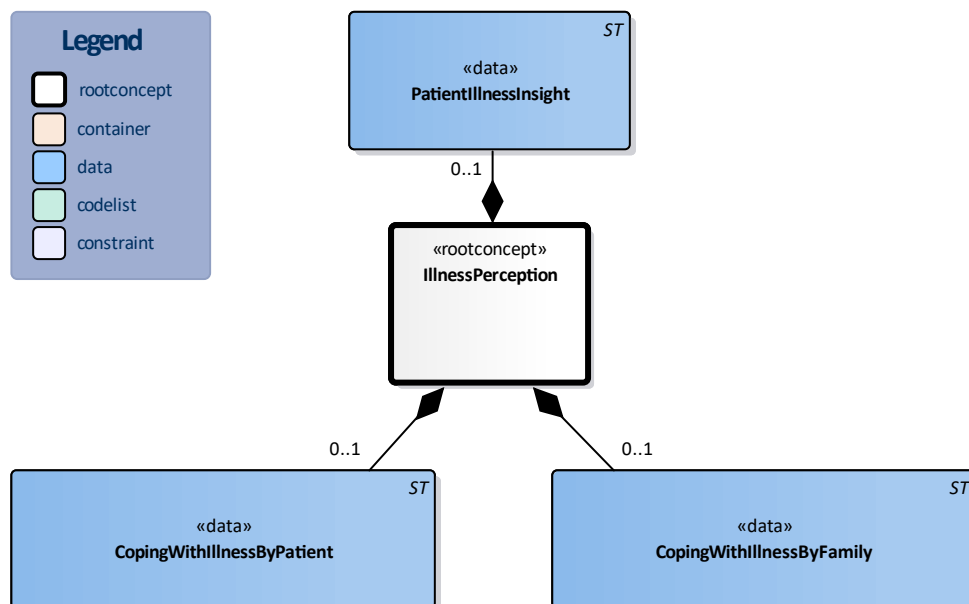 Legend
rootconcept
container
data
codelist
constraint
ST
«data»
PatientIllnessInsight
0..1
«rootconcept»
IllnessPerception
0..1
0..1
ST
«data»
CopingWithIllnessByPatient
ST
«data»
CopingWithIllnessByFamily